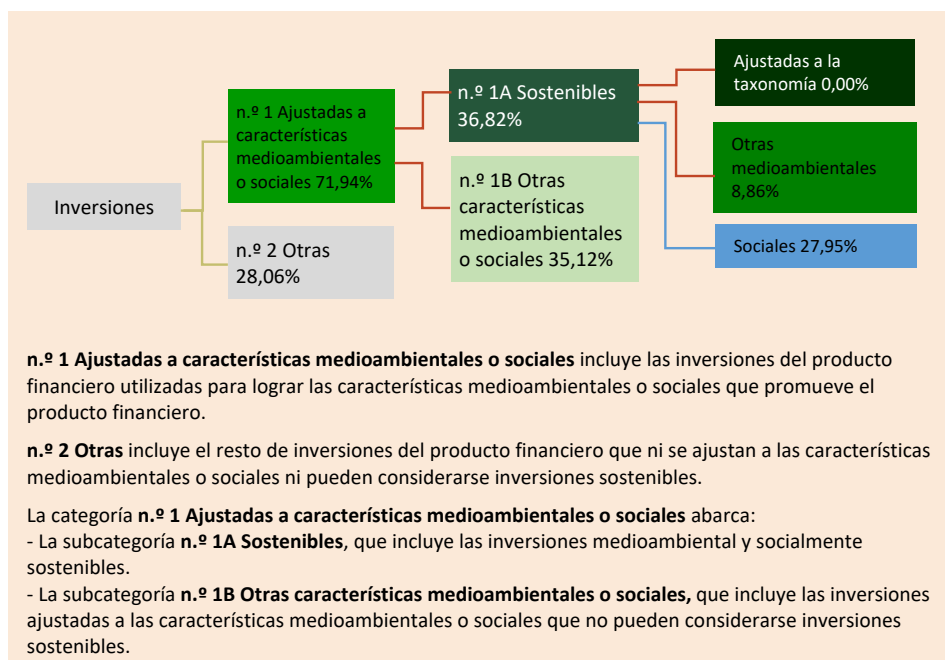 Inversiones
n.º 1 Ajustadas a
características
medioambientales
o sociales 71,94%
n.º 2 Otras
28,06%
n.º 1A Sostenibles
36,82%
n.º 1B Otras
características
medioambientales
o sociales 35,12%
Ajustadas a la
taxonomía 0,00%
Otras
medioambientales
8,86%
Sociales 27,95%
n.º 1 Ajustadas a características medioambientales o sociales incluye las inversiones del producto
financiero utilizadas para lograr las características medioambientales o sociales que promueve el
producto financiero.
n.º 2 Otras incluye el resto de inversiones del producto financiero que ni se ajustan a las características
medioambientales o sociales ni pueden considerarse inversiones sostenibles.
La categoría n.º 1 Ajustadas a características medioambientales o sociales abarca:
- La subcategoría n.º 1A Sostenibles, que incluye las inversiones medioambiental y socialmente
sostenibles.
- La subcategoría n.º 1B Otras características medioambientales o sociales, que incluye las inversiones
ajustadas a las características medioambientales o sociales que no pueden considerarse inversiones
sostenibles.